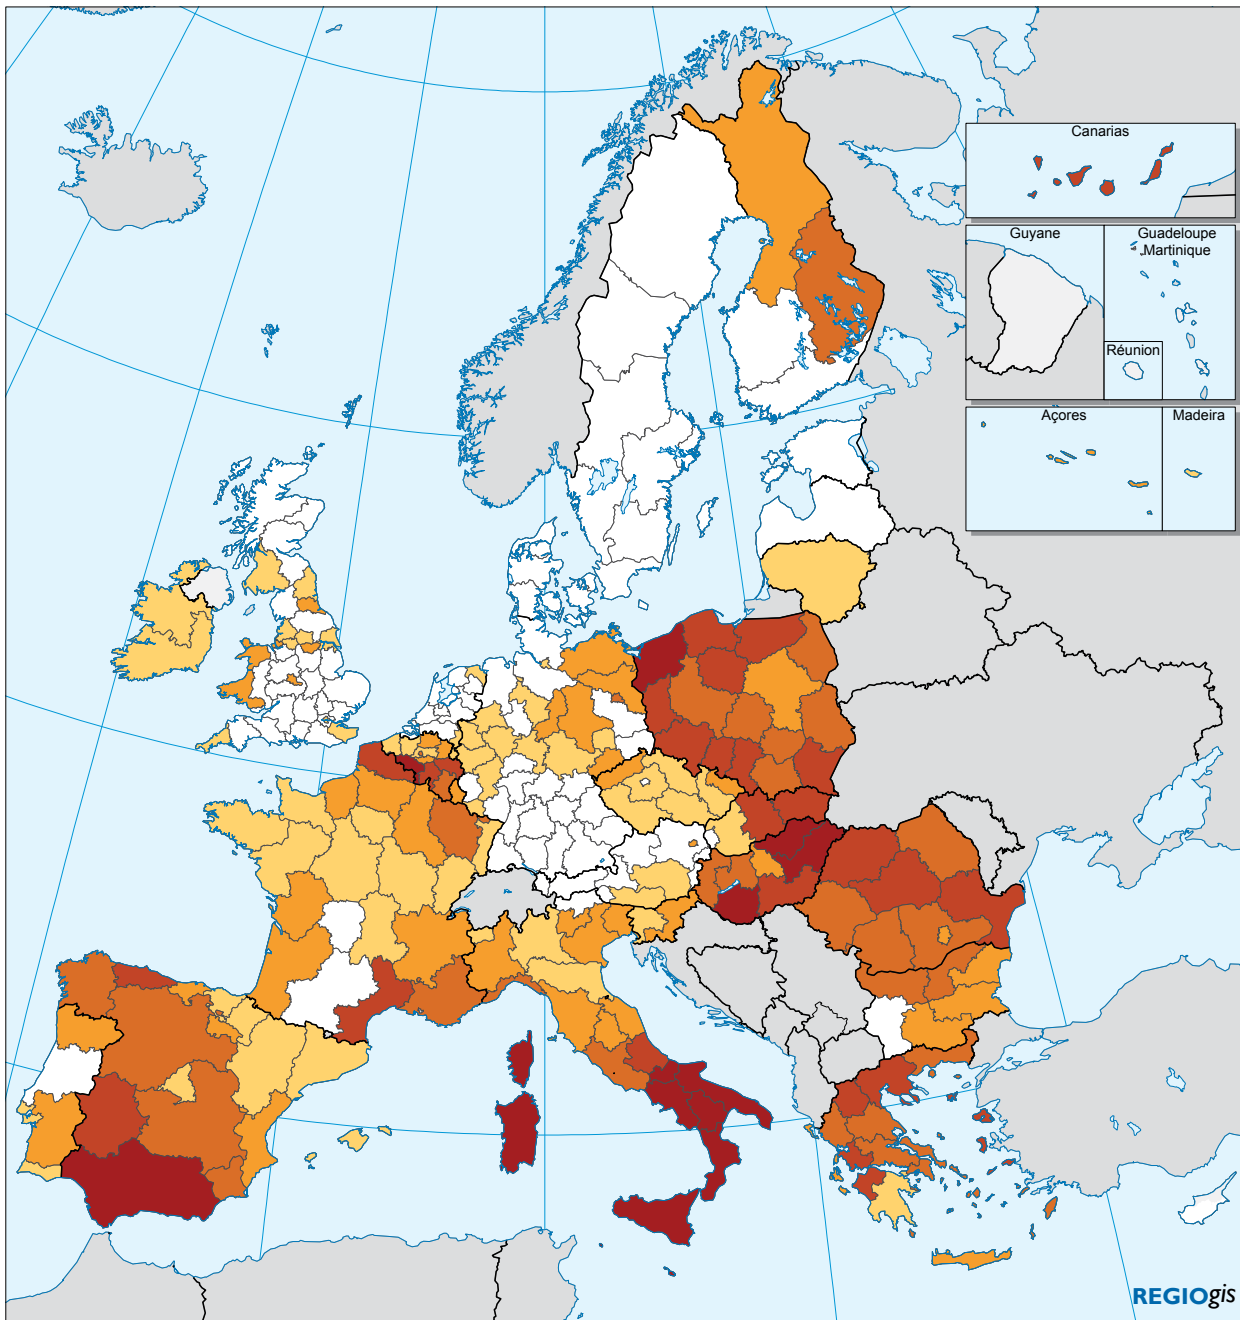 Canarias
Guyane
Guadeloupe
Martinique
Réunion
Açores
Madeira
REGIOgis